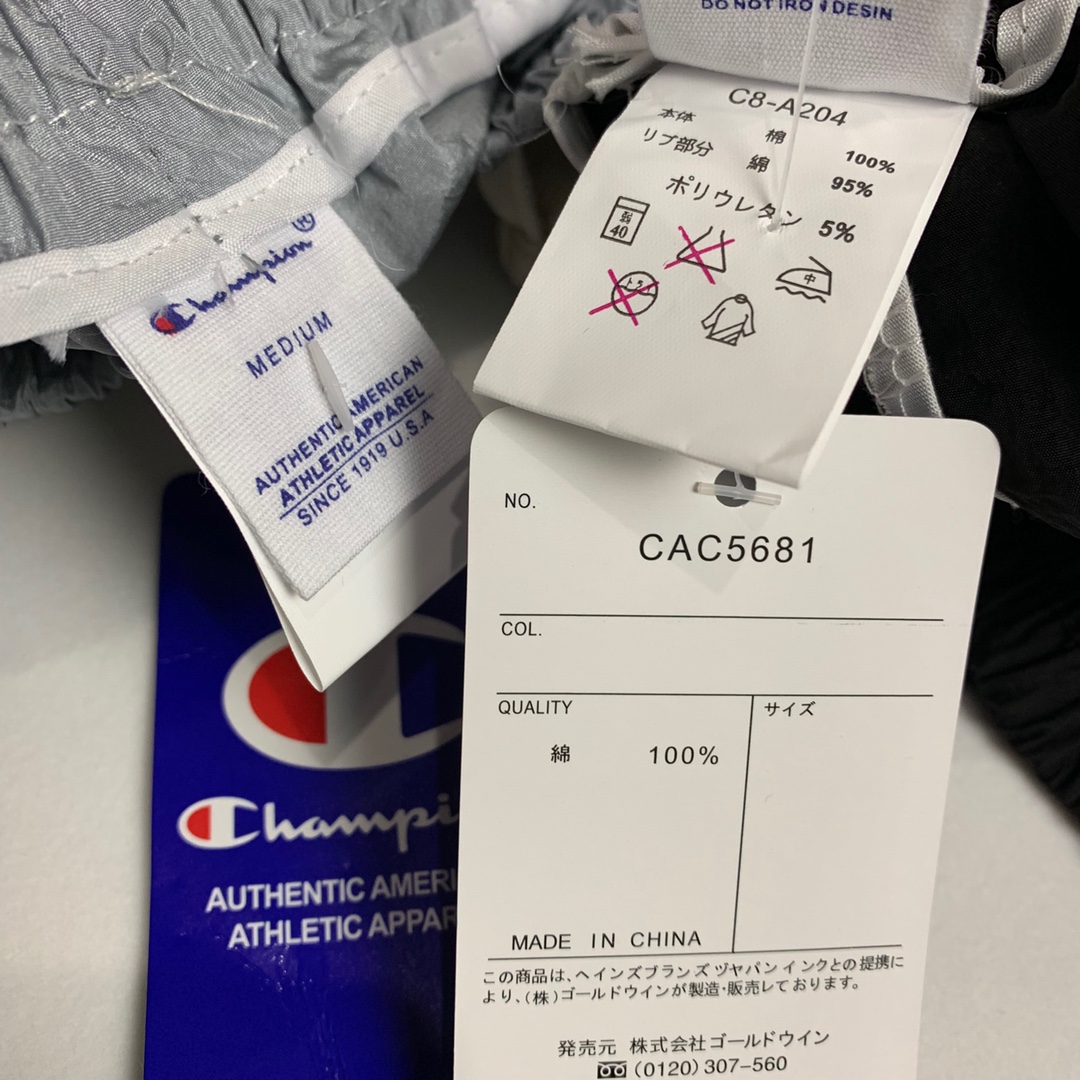 DO NOT IRON DESIN
C8-A204
本体 棉 100%
リブ部分 綿 95%
ポリウレタン 5%
弱
40
中
Champion®
MEDIUM
AUTHENTIC AMERICAN
ATHLETIC APPAREL
SINCE 1919 U.S.A
Champi
AUTHENTIC AMERI
ATHLETIC APPAR
NO.
CAC5681
COL.
QUALITY
サイズ
綿 100%
MADE IN CHINA
この商品は、ヘインズブランズ ヅヤパン インクとの提携に
より、(株)ゴールドウインが製造・販売レております。
発売元 株式会社ゴールドウイン
(0120)307-560